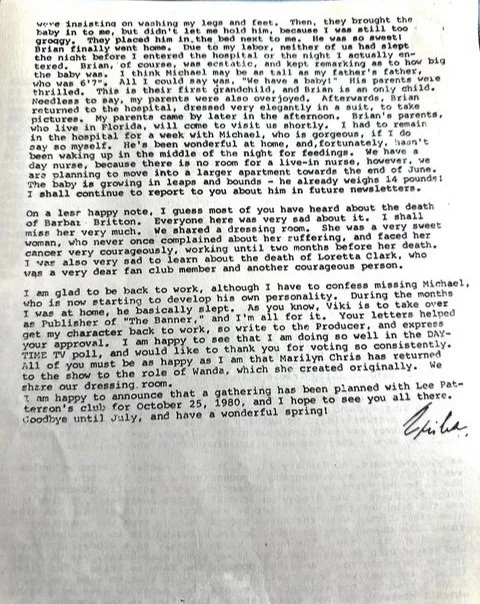 were insisting on washing my legs and feet. Then, they brought the
baby in to me, but didn't let me hold him, because I was still too
groggy. They placed him in the bed next to me. He was so sweet!
Brian finally went home. Due to my labor, neither of us had slept
the night before I entered the hospital or the night I actually en-
tered. Brian, of course, was ecstatic, and kept remarking as to how big
the baby was. I think Michael may be as tall as my father's father,
who was 6'7". All I could say was, "We have a baby!" His parents were
thrilled. This is their first grandchild, and Brian is an only child.
Needless to say, my parents were also overjoyed. Afterwards, Brian
returned to the hospital, dressed very elegantly in a suit, to take
pictures. My parents came by later in the afternoon. Brian's parents,
who live in Florida, will come to visit us shortly. I had to remain
in the hospital for a week with Michael, who is gorgeous, if I do
say so myself. He's been wonderful at home, and,fortunately, hasn't
been waking up in the middle of the night for feedings. We have a
day nurse, because there is no room for a live-in nurse, however, we
are planning to move into a larger apartment towards the end of June.
The baby is growing in leaps and bounds - he already weighs 14 pounds!
I shall continue to report to you about him in future newsletters.
On a less happy note, I guess most of you have heard about the death
of Barbar Britton. Everyone here was very sad about it. I shall
miss her very much. We shared a dressing room. She was a very sweet
woman, who never once complained about her suffering, and faced her
cancer very courageously, working until two months before her death.
I was also very sad to learn about the death of Loretta Clark, who
was a very dear fan club member and another courageous person.
I am glad to be back to work, although I have to confess missing Michael,
who is now starting to develop his own personality. During the months
I was at home, he basically slept. As you know, Viki is to take over
as Publisher of "The Banner," and I'm all for it. Your letters helped
get my character back to work, so write to the Producer, and express
your approval. I am happy to see that I am doing so well in the DAY-
TIME TV poll, and would like to thank you for voting so consistently.
All of you must be as happy as I am that Marilyn Chris has returned
to the show to the role of Wanda, which she created originally. We
share our dressing room.
I am happy to announce that a gathering has been planned with Lee Pat-
terson's club for October 25, 1980, and I hope to see you all there.
Goodbye until July, and have a wonderful spring!
Erika